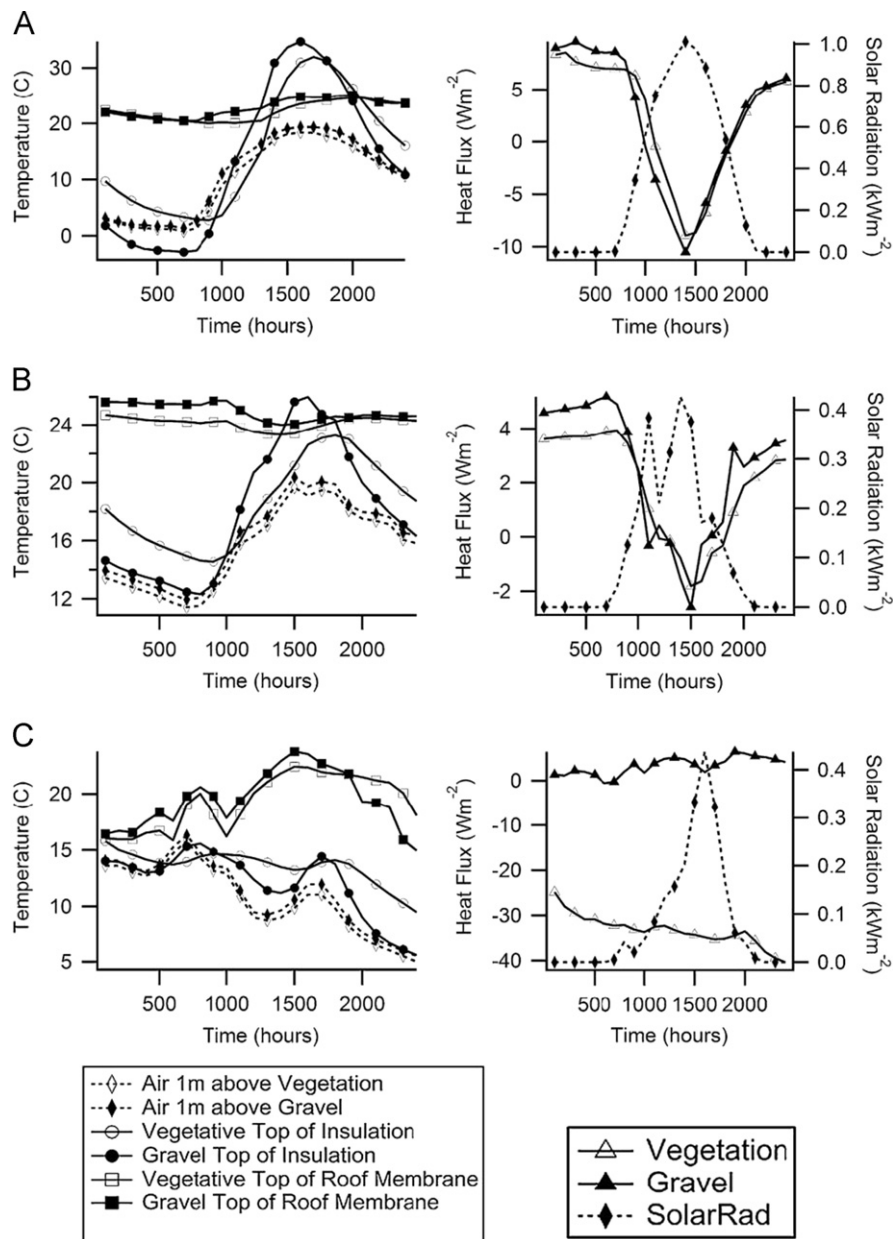 A
Temperature (C)
30
20
10
0
500
1000
1500
2000
Time (hours)
Heat Flux (Wm-2)
5
0
-5
-10
500
1000
1500
2000
Time (hours)
1.0
0.8
0.6
0.4
0.2
0.0
Solar Radiation (kWm-2)
B
Temperature (C)
24
20
16
12
500
1000
1500
2000
Time (hours)
Heat Flux (Wm-2)
4
2
0
-2
500
1000
1500
2000
Time (hours)
0.4
0.3
0.2
0.1
0.0
Solar Radiation (kWm-2)
C
Temperature (C)
20
15
10
5
500
1000
1500
2000
Time (hours)
Heat Flux (Wm-2)
0
-10
-20
-30
-40
500
1000
1500
2000
Time (hours)
0.4
0.3
0.2
0.1
0.0
Solar Radiation (kWm-2)
Air 1m above Vegetation
Air 1m above Gravel
Vegetative Top of Insulation
Gravel Top of Insulation
Vegetative Top of Roof Membrane
Gravel Top of Roof Membrane
Vegetation
Gravel
SolarRad